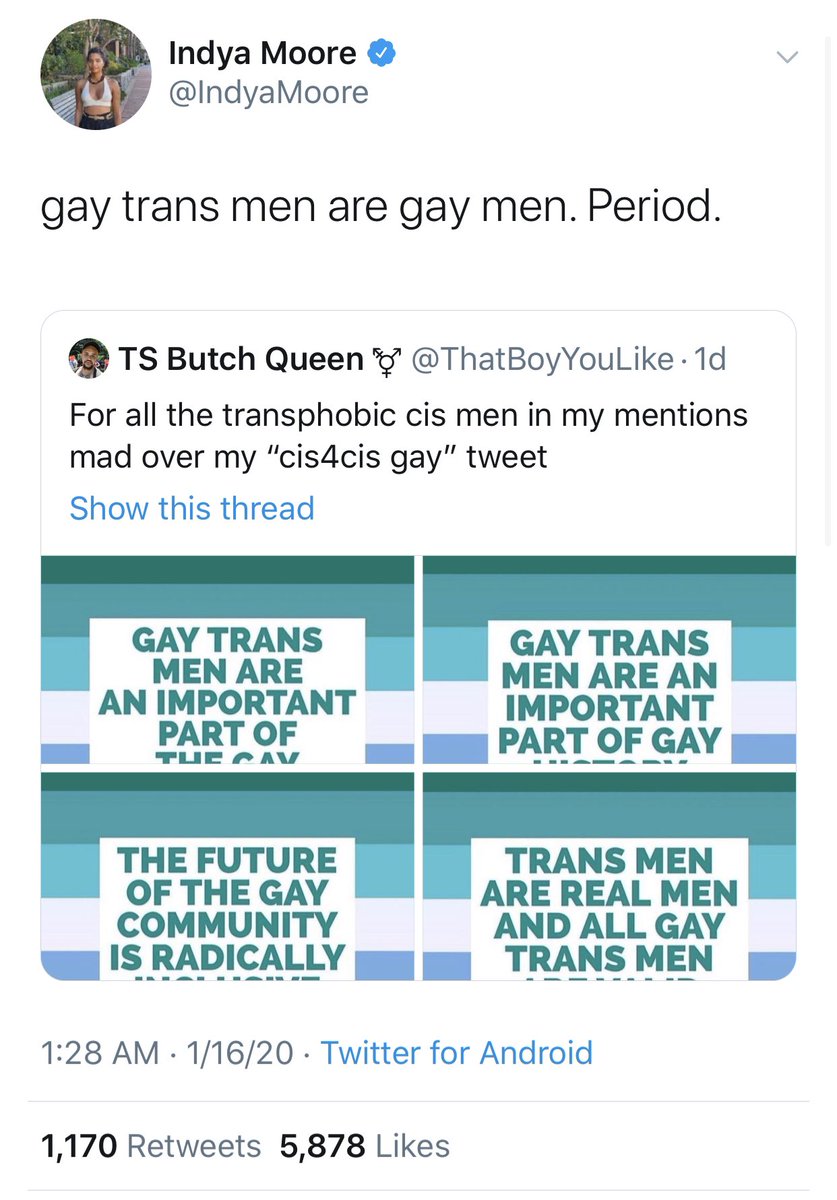 Indya Moore
@IndyaMoore
gay trans men are gay men. Period.
TS Butch Queen ⚧ @ThatBoyYouLike · 1d
For all the transphobic cis men in my mentions
mad over my “cis4cis gay” tweet
Show this thread
GAY TRANS
MEN ARE
AN IMPORTANT
PART OF
THE GAY
GAY TRANS
MEN ARE AN
IMPORTANT
PART OF GAY
THE FUTURE
OF THE GAY
COMMUNITY
IS RADICALLY
TRANS MEN
ARE REAL MEN
AND ALL GAY
TRANS MEN
1:28 AM · 1/16/20 · Twitter for Android
1,170 Retweets 5,878 Likes